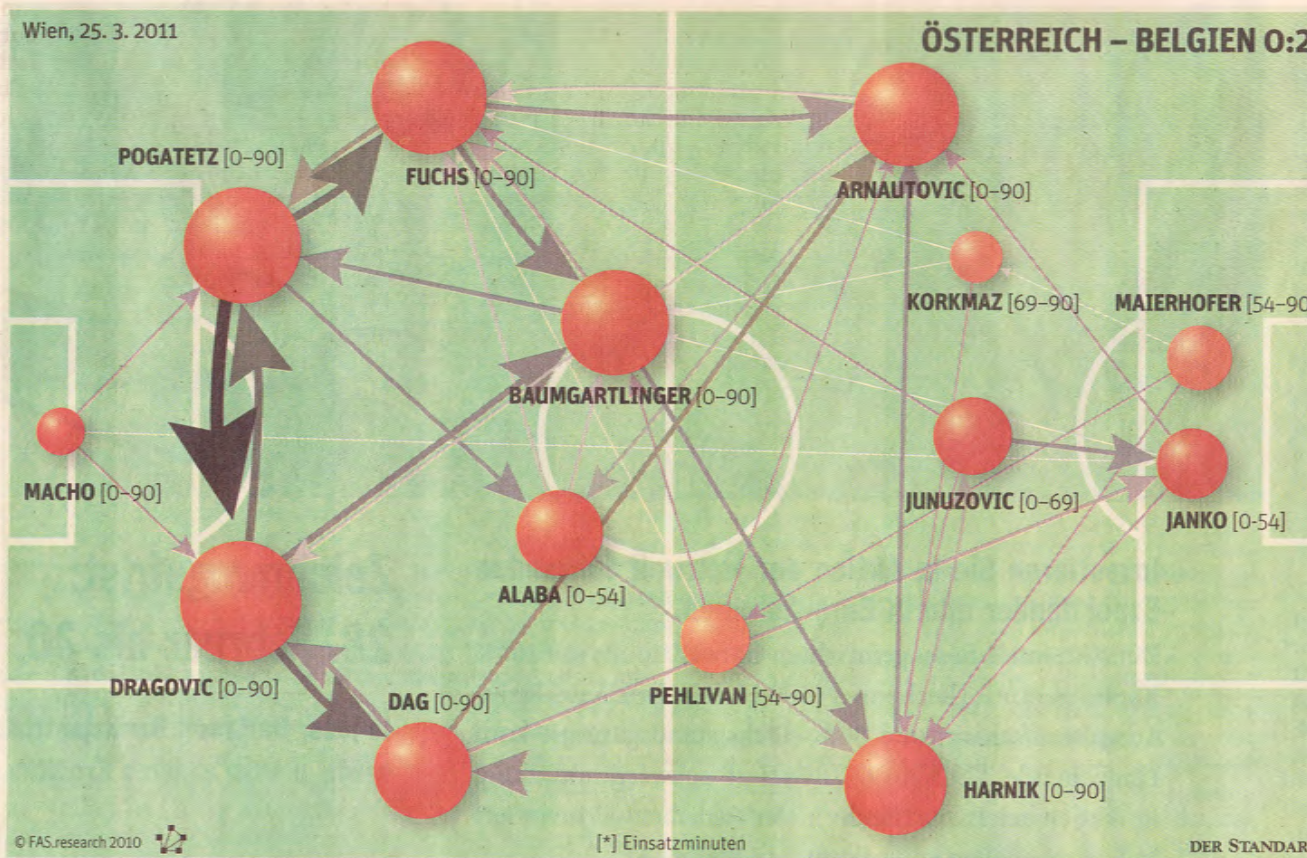 Wien, 25. 3. 2011
ÖSTERREICH – BELGIEN 0:2
POGATETZ [0–90]
FUCHS [0–90]
ARNAUTOVIC [0–90]
KORKMAZ [69–90]
MAIERHOFER [54–90
BAUMGARTLINGER [0–90]
MACHO [0–90]
JUNUZOVIC [0–69]
JANKO [0-54]
ALABA [0–54]
DRAGOVIC [0–90]
DAG [0-90]
PEHLIVAN [54–90]
HARNIK [0–90]
© FAS.research 2010
[*] Einsatzminuten
DER STANDAR